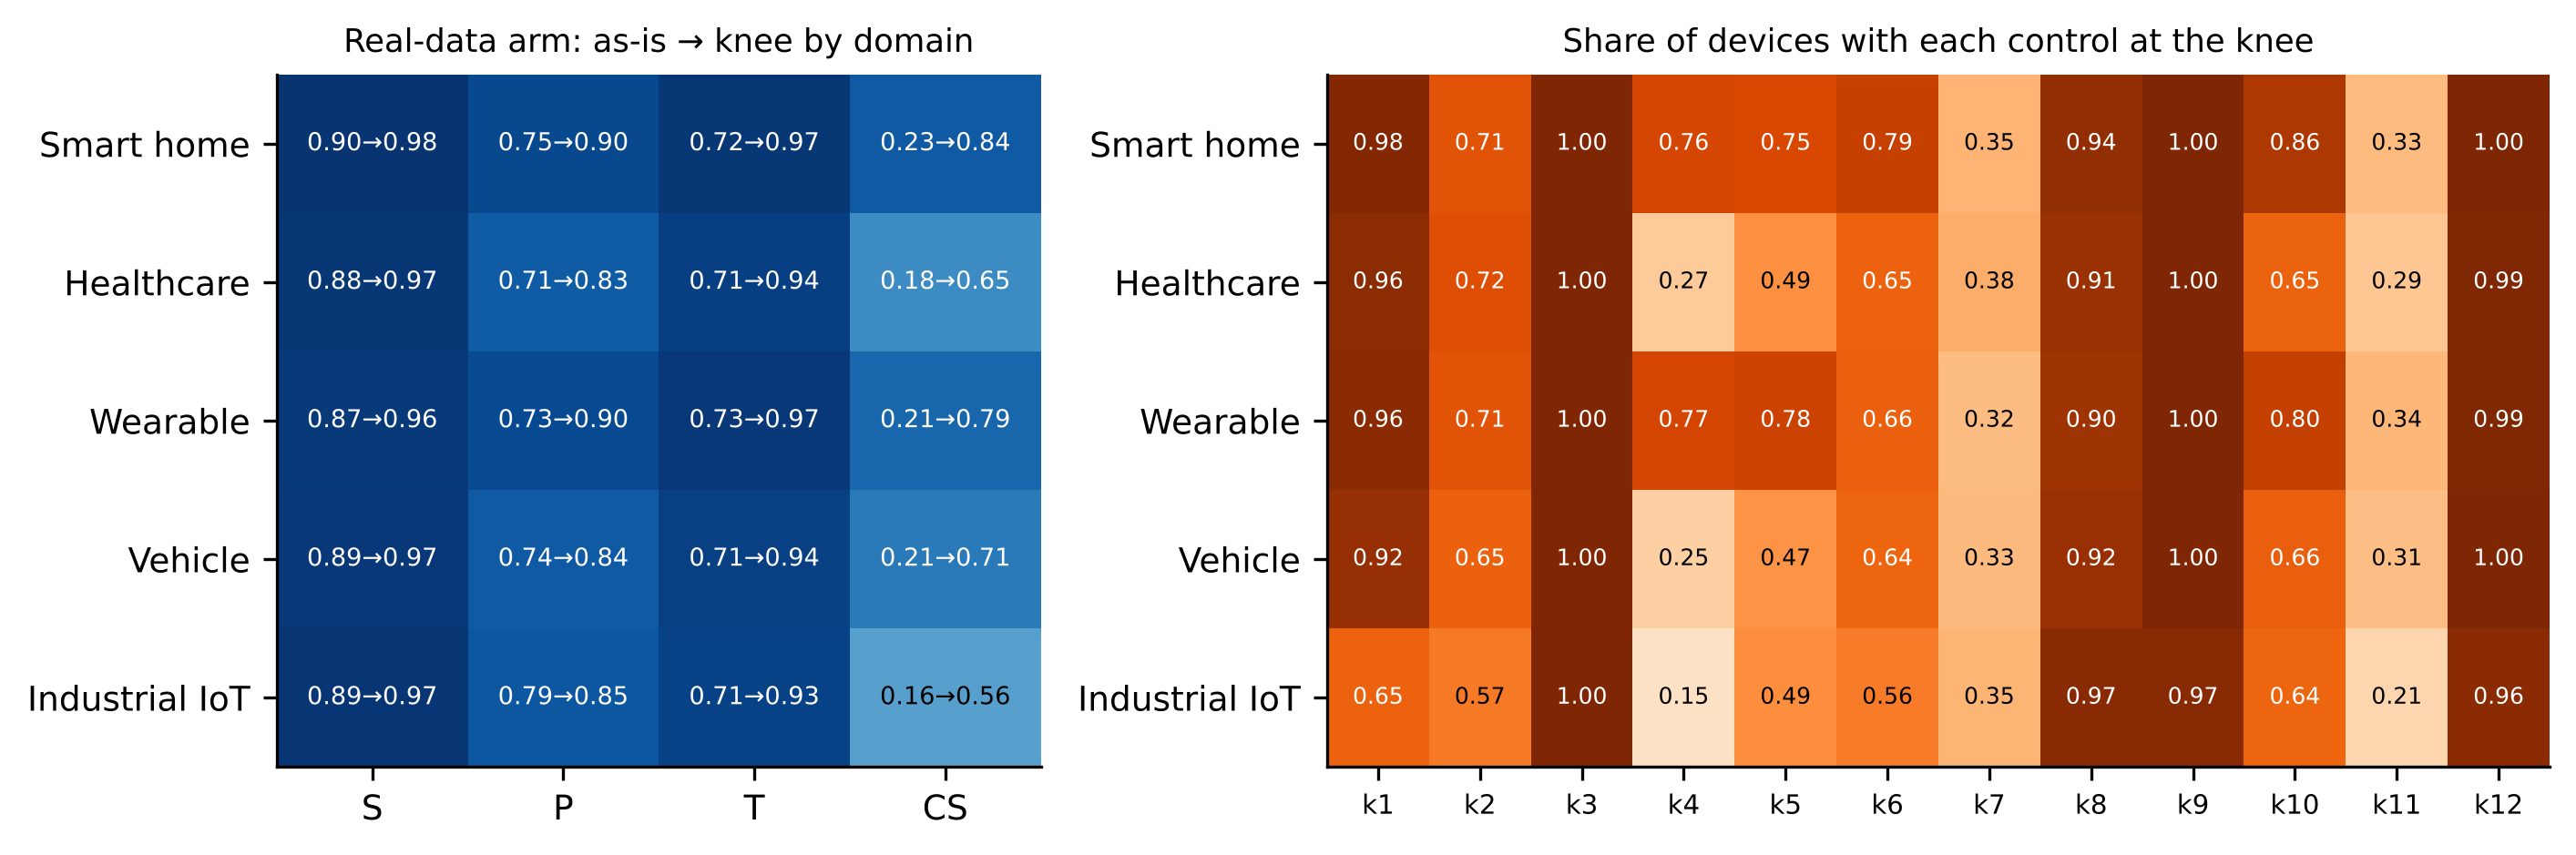 Real-data arm: as-is → knee by domain
Smart home 0.90→0.98 0.75→0.90 0.72→0.97 0.23→0.84
Healthcare 0.88→0.97 0.71→0.83 0.71→0.94 0.18→0.65
Wearable 0.87→0.96 0.73→0.90 0.73→0.97 0.21→0.79
Vehicle 0.89→0.97 0.74→0.84 0.71→0.94 0.21→0.71
Industrial IoT 0.89→0.97 0.79→0.85 0.71→0.93 0.16→0.56
S P T CS
Share of devices with each control at the knee
Smart home 0.98 0.71 1.00 0.76 0.75 0.79 0.35 0.94 1.00 0.86 0.33 1.00
Healthcare 0.96 0.72 1.00 0.27 0.49 0.65 0.38 0.91 1.00 0.65 0.29 0.99
Wearable 0.96 0.71 1.00 0.77 0.78 0.66 0.32 0.90 1.00 0.80 0.34 0.99
Vehicle 0.92 0.65 1.00 0.25 0.47 0.64 0.33 0.92 1.00 0.66 0.31 1.00
Industrial IoT 0.65 0.57 1.00 0.15 0.49 0.56 0.35 0.97 0.97 0.64 0.21 0.96
k1 k2 k3 k4 k5 k6 k7 k8 k9 k10 k11 k12